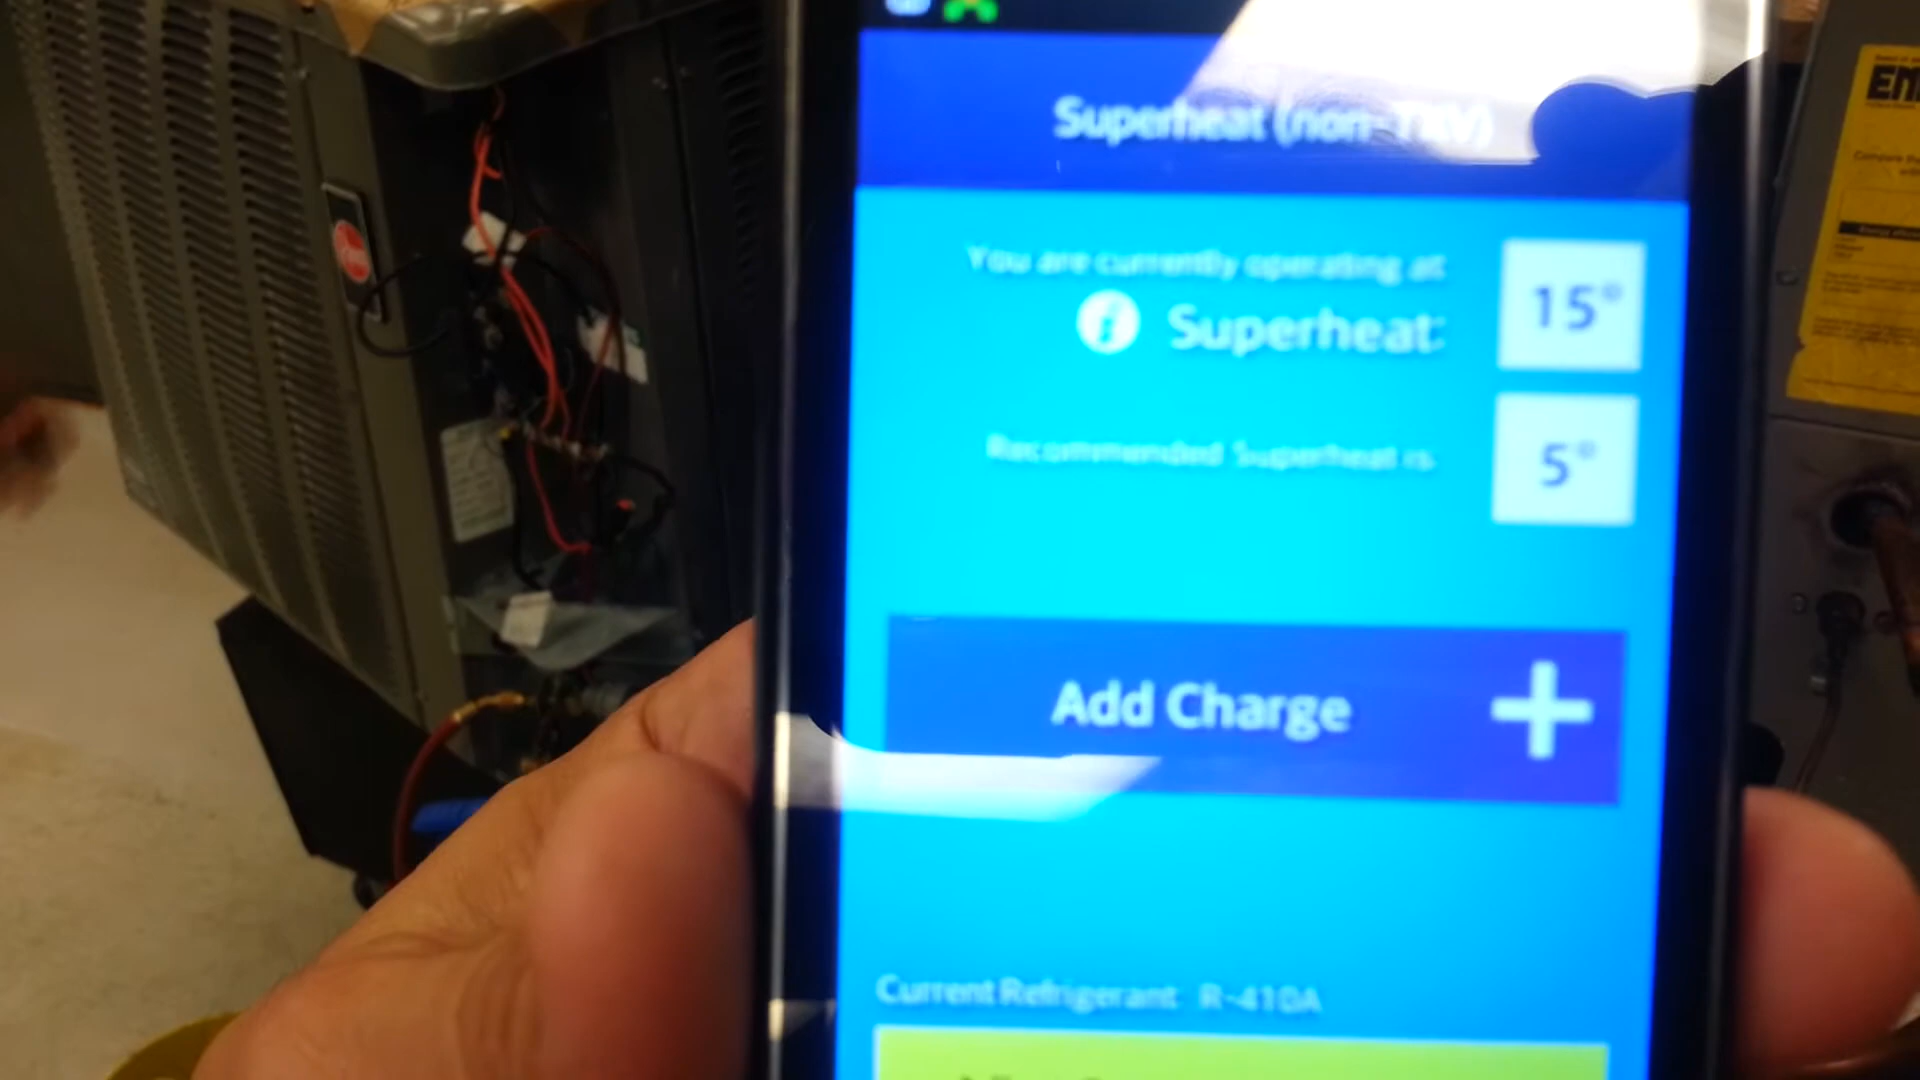 Superheat (non-TXV)
You are currently operating at
Superheat:
15°
Recommended Superheat is
5°
Add Charge
Current Refrigerant R-410A